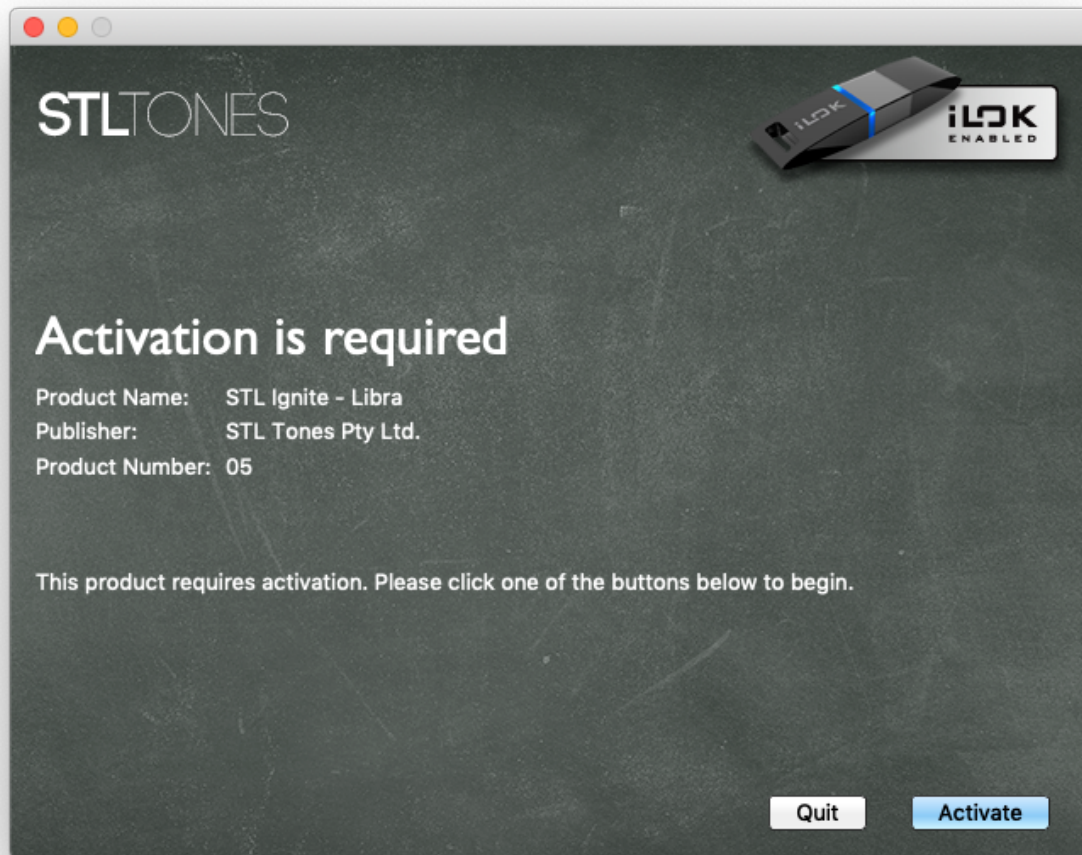 STLTONES
iLOK
iLOK
ENABLED
Activation is required
Product Name: STL Ignite - Libra
Publisher: STL Tones Pty Ltd.
Product Number: 05
This product requires activation. Please click one of the buttons below to begin.
Quit
Activate